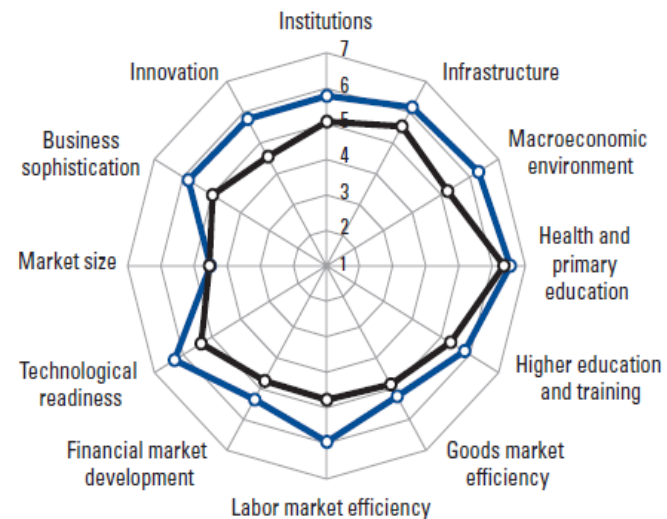 Institutions
7
Innovation
Infrastructure
6
5
Business
sophistication
Macroeconomic
environment
4
3
2
Market size
1
Health and
primary
education
Technological
readiness
Higher education
and training
Financial market
development
Goods market
efficiency
Labor market efficiency